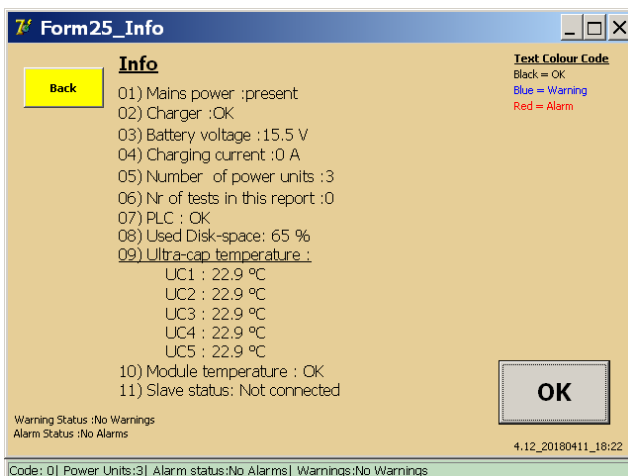 Form25_Info
Back
Info
01) Mains power :present
02) Charger :OK
03) Battery voltage :15.5 V
04) Charging current :0 A
05) Number of power units :3
06) Nr of tests in this report :0
07) PLC : OK
08) Used Disk-space: 65 %
09) Ultra-cap temperature :
UC1 : 22.9 ºC
UC2 : 22.9 ºC
UC3 : 22.9 ºC
UC4 : 22.9 ºC
UC5 : 22.9 ºC
10) Module temperature : OK
11) Slave status: Not connected
Text Colour Code
Black = OK
Blue = Warning
Red = Alarm
OK
Warning Status :No Warnings
Alarm Status :No Alarms
4.12_20180411_18:22
Code: 0| Power Units:3| Alarm status:No Alarms| Warnings:No Warnings